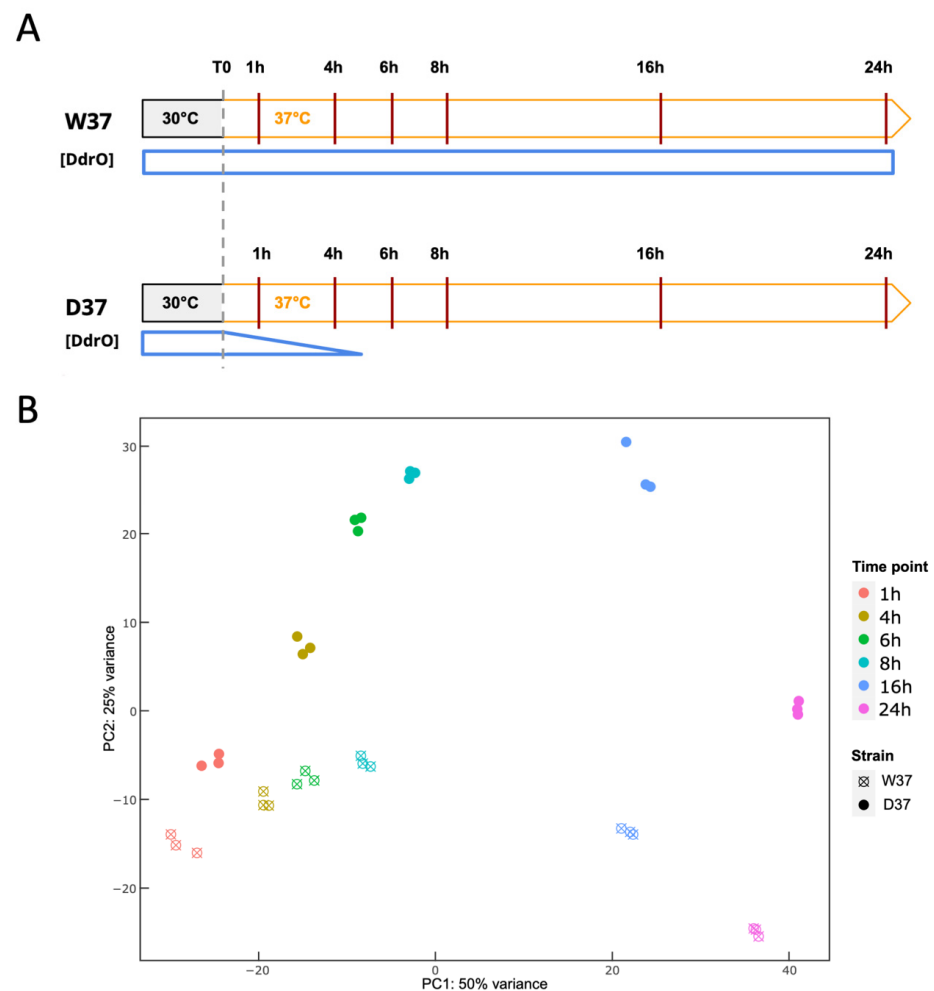 A
T0 1h 4h 6h 8h 16h 24h
W37 30°C 37°C
[DdrO]
1h 4h 6h 8h 16h 24h
D37 30°C 37°C
[DdrO]
B
30
20
10
0
−10
−20
PC2: 25% variance
−20 0 20 40
PC1: 50% variance
Time point
1h
4h
6h
8h
16h
24h
Strain
W37
D37